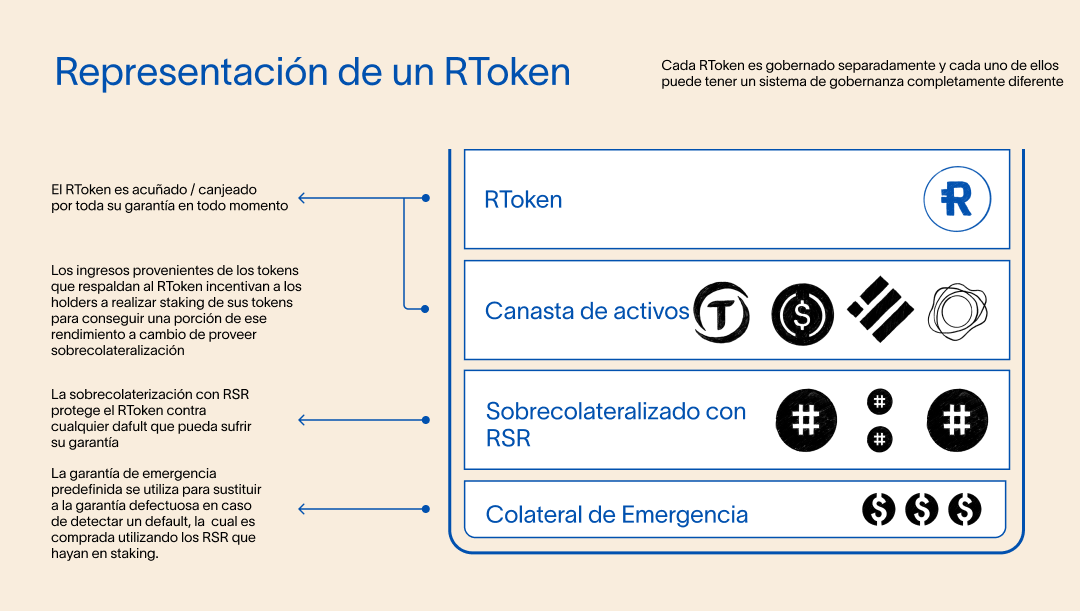 Representación de un RToken
Cada RToken es gobernado separadamente y cada uno de ellos
puede tener un sistema de gobernanza completamente diferente
El RToken es acuñado / canjeado
por toda su garantía en todo momento
RToken
Los ingresos provenientes de los tokens
que respaldan al RToken incentivan a los
holders a realizar staking de sus tokens
para conseguir una porción de ese
rendimiento a cambio de proveer
sobrecolateralización
Canasta de activos
La sobrecolaterización con RSR
protege el RToken contra
cualquier dafult que pueda sufrir
su garantía
Sobrecolateralizado con
RSR
La garantía de emergencia
predefinida se utiliza para sustituir
a la garantía defectuosa en caso
de detectar un default, la  cual es
comprada utilizando los RSR que
hayan en staking.
Colateral de Emergencia